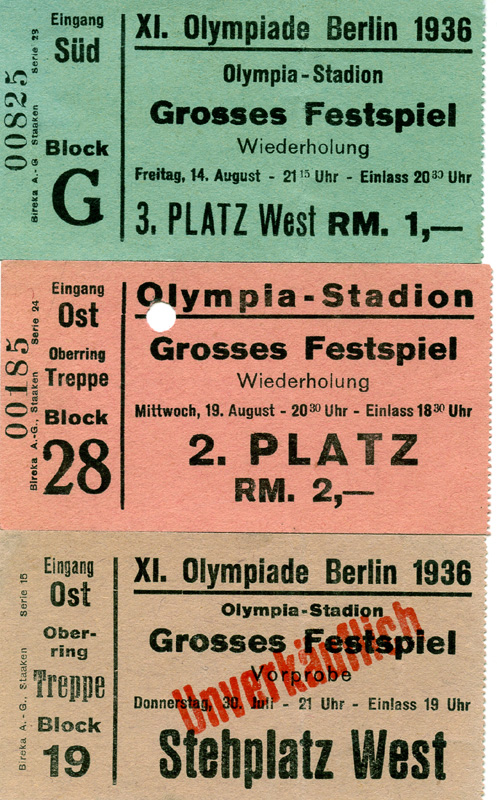 Eingang
Süd
Block
G
00825
Bireka A.-G. Staaken Serie 23
XI. Olympiade Berlin 1936
Olympia-Stadion
Grosses Festspiel
Wiederholung
Freitag, 14. August - 21 15 Uhr - Einlass 20 30 Uhr
3. PLATZ West RM. 1,—
Eingang
Ost
Oberring
Treppe
Block
28
00185
Bireka A.-G., Staaken Serie 24
Olympia-Stadion
Grosses Festspiel
Wiederholung
Mittwoch, 19. August - 20 30 Uhr - Einlass 18 30 Uhr
2. PLATZ
RM. 2,—
Eingang
Ost
Ober-
ring
Treppe
Block
19
Bireka A.-G., Staaken Serie 15
XI. Olympiade Berlin 1936
Olympia-Stadion
Grosses Festspiel
Vorprobe
Donnerstag, 30. Juli - 21 Uhr - Einlass 19 Uhr
Stehplatz West
Unverkäuflich